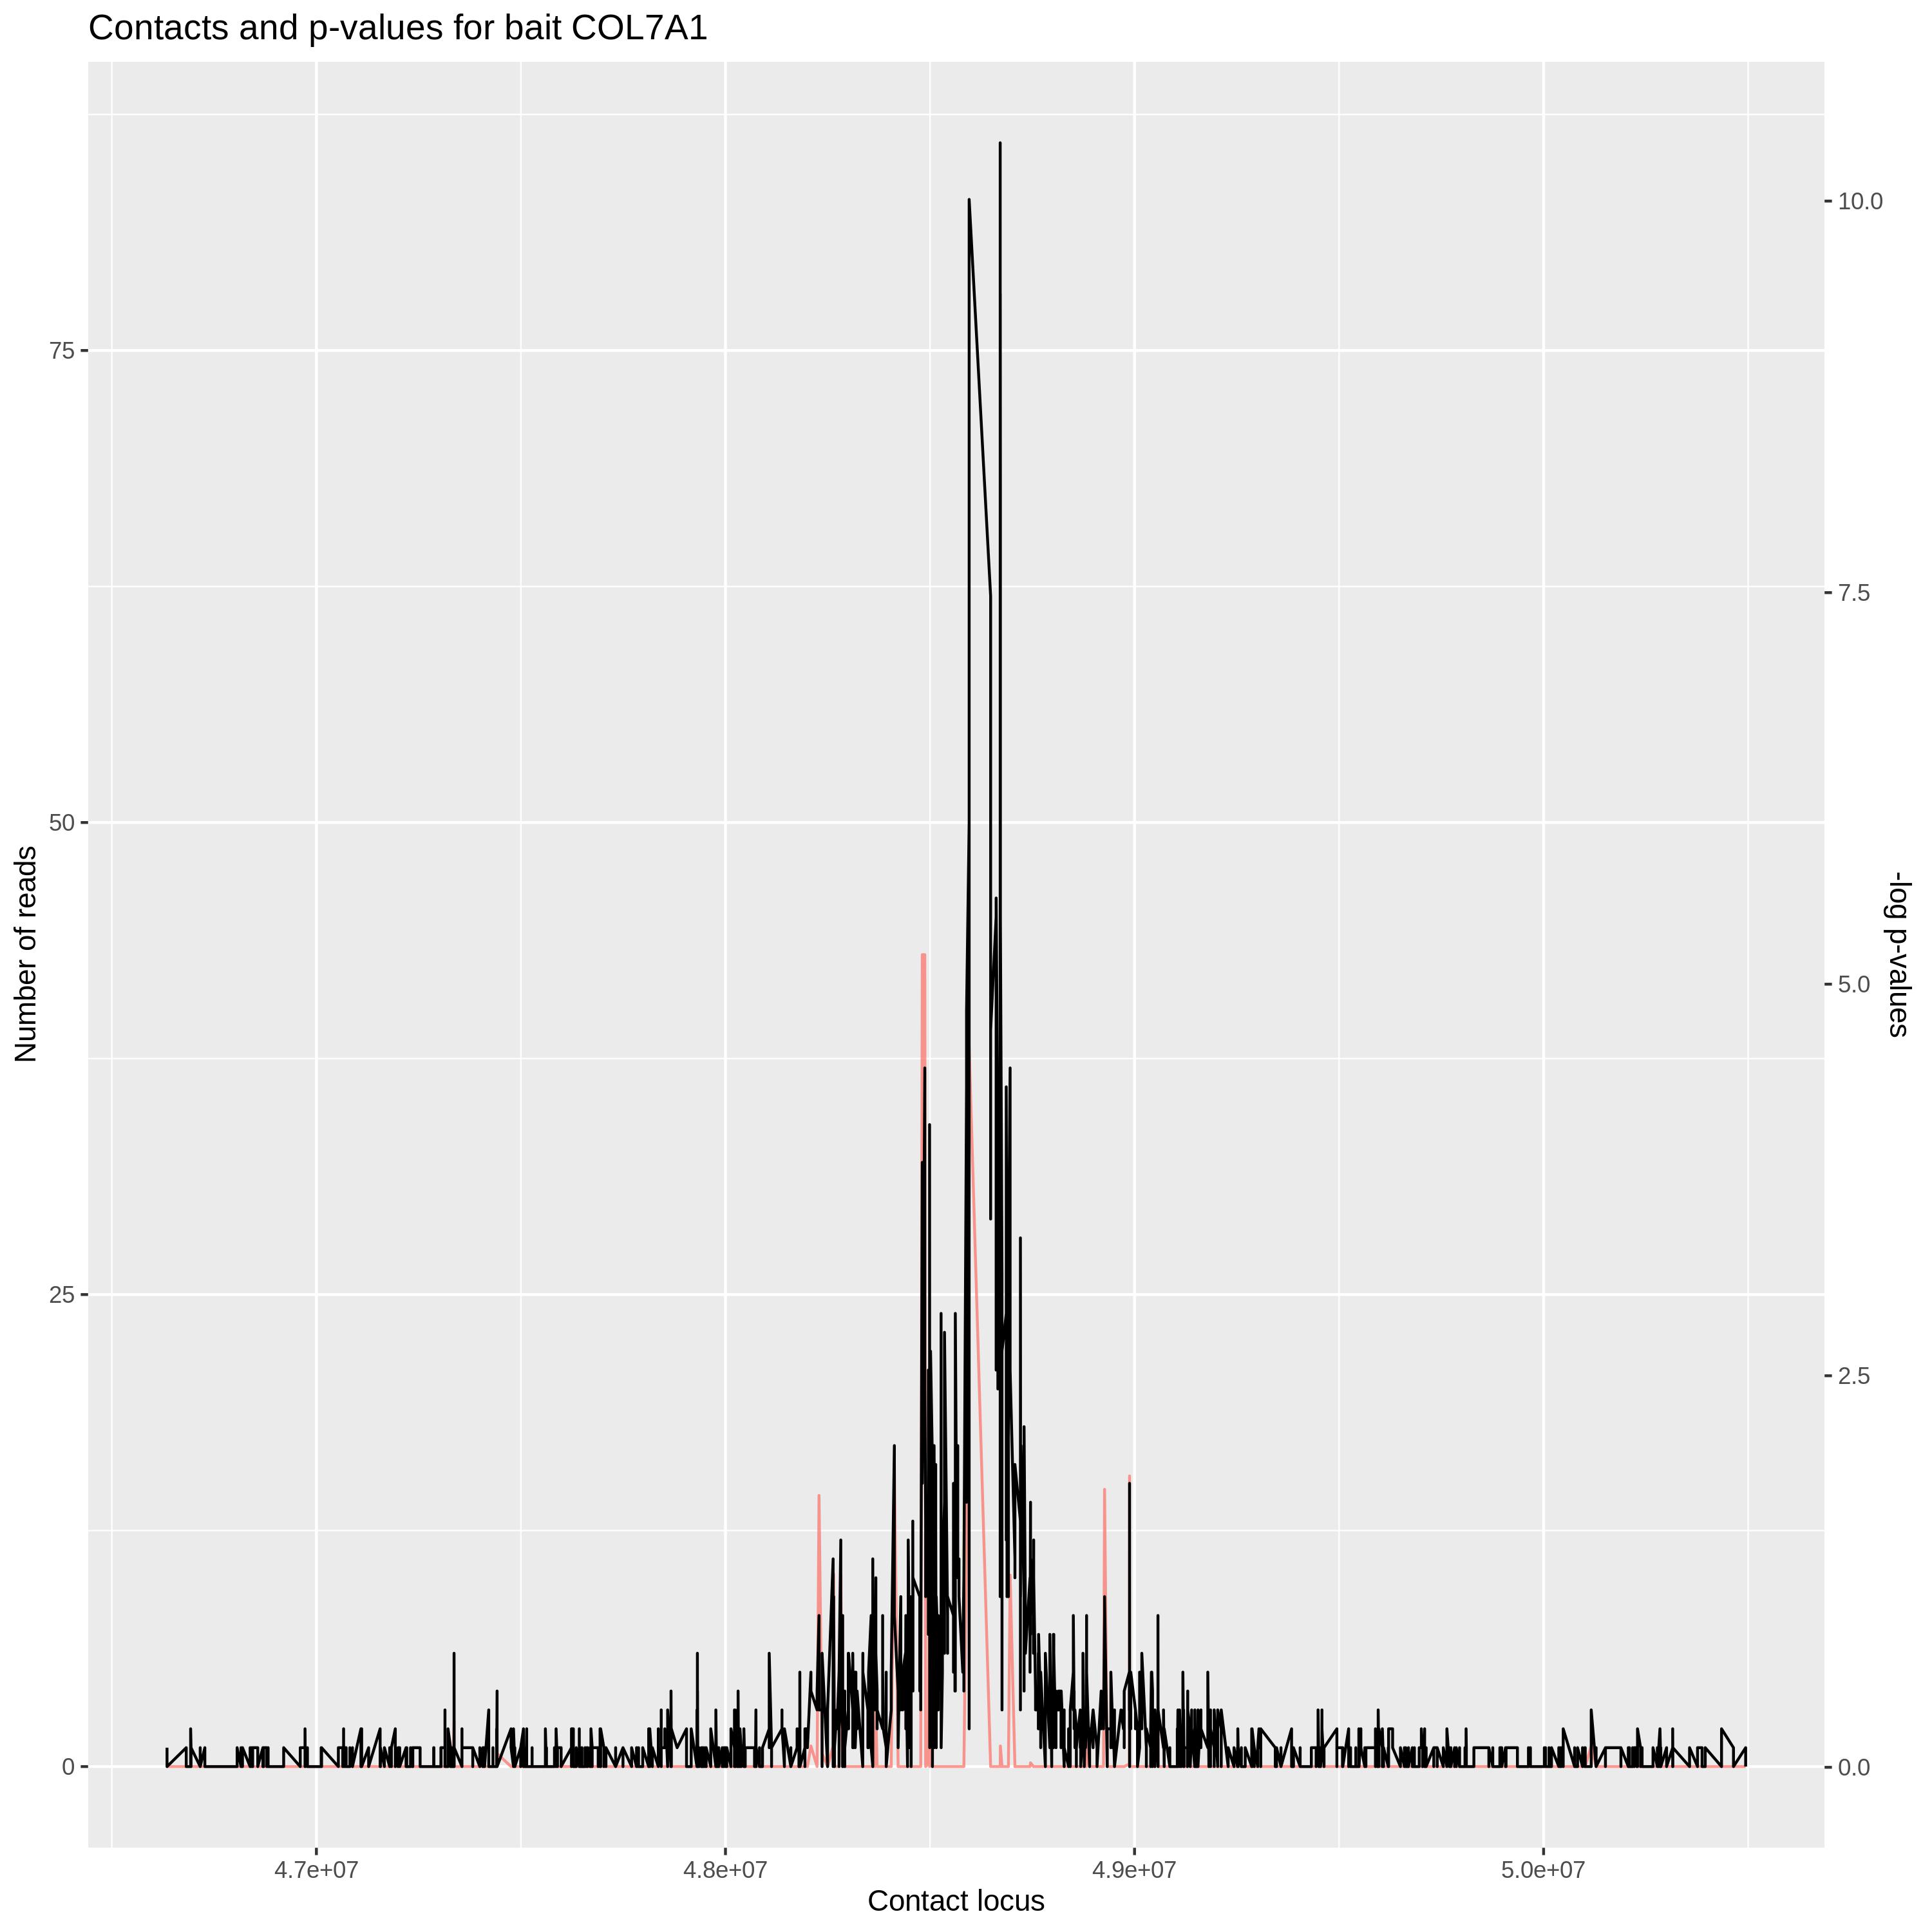 Contacts and p-values for bait COL7A1
10.0
75
7.5
50
5.0
Number of reads
-log p-values
25
2.5
0
0.0
4.7e+07 4.8e+07 4.9e+07 5.0e+07
Contact locus